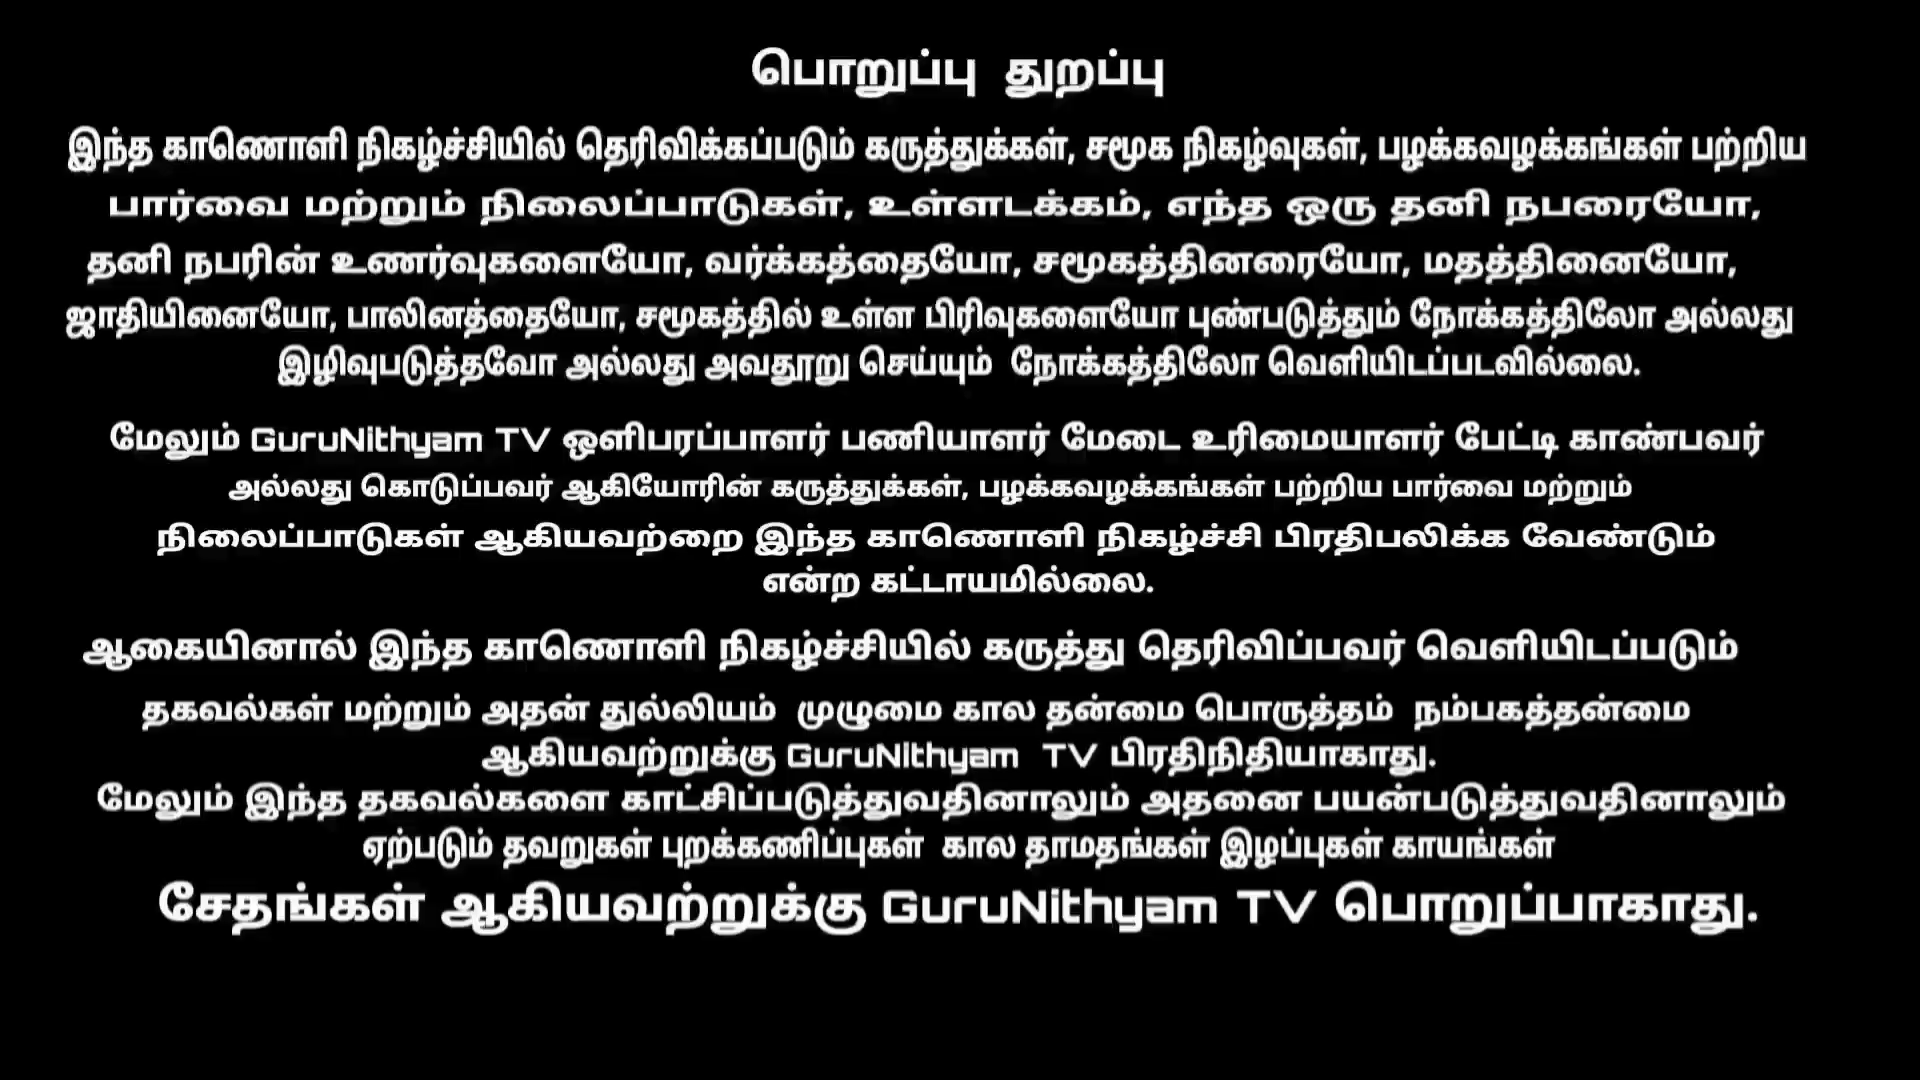 பொறுப்பு துறப்பு
இந்த காணொளி நிகழ்ச்சியில் தெரிவிக்கப்படும் கருத்துக்கள், சமூக நிகழ்வுகள், பழக்கவழக்கங்கள் பற்றிய
பார்வை மற்றும் நிலைப்பாடுகள், உள்ளடக்கம், எந்த ஒரு தனி நபரையோ,
தனி நபரின் உணர்வுகளையோ, வர்க்கத்தையோ, சமூகத்தினரையோ, மதத்தினையோ,
ஜாதியினையோ, பாலினத்தையோ, சமூகத்தில் உள்ள பிரிவுகளையோ புண்படுத்தும் நோக்கத்திலோ அல்லது
இழிவுபடுத்தவோ அல்லது அவதூறு செய்யும் நோக்கத்திலோ வெளியிடப்படவில்லை.
மேலும் GuruNithyam TV ஒளிபரப்பாளர் பணியாளர் மேடை உரிமையாளர் பேட்டி காண்பவர்
அல்லது கொடுப்பவர் ஆகியோரின் கருத்துக்கள், பழக்கவழக்கங்கள் பற்றிய பார்வை மற்றும்
நிலைப்பாடுகள் ஆகியவற்றை இந்த காணொளி நிகழ்ச்சி பிரதிபலிக்க வேண்டும்
என்ற கட்டாயமில்லை.
ஆகையினால் இந்த காணொளி நிகழ்ச்சியில் கருத்து தெரிவிப்பவர் வெளியிடப்படும்
தகவல்கள் மற்றும் அதன் துல்லியம் முழுமை கால தன்மை பொருத்தம் நம்பகத்தன்மை
ஆகியவற்றுக்கு GuruNithyam TV பிரதிநிதியாகாது.
மேலும் இந்த தகவல்களை காட்சிப்படுத்துவதினாலும் அதனை பயன்படுத்துவதினாலும்
ஏற்படும் தவறுகள் புறக்கணிப்புகள் கால தாமதங்கள் இழப்புகள் காயங்கள்
சேதங்கள் ஆகியவற்றுக்கு GuruNithyam TV பொறுப்பாகாது.